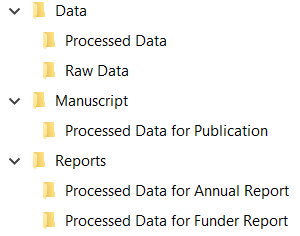 Data
Processed Data
Raw Data
Manuscript
Processed Data for Publication
Reports
Processed Data for Annual Report
Processed Data for Funder Report